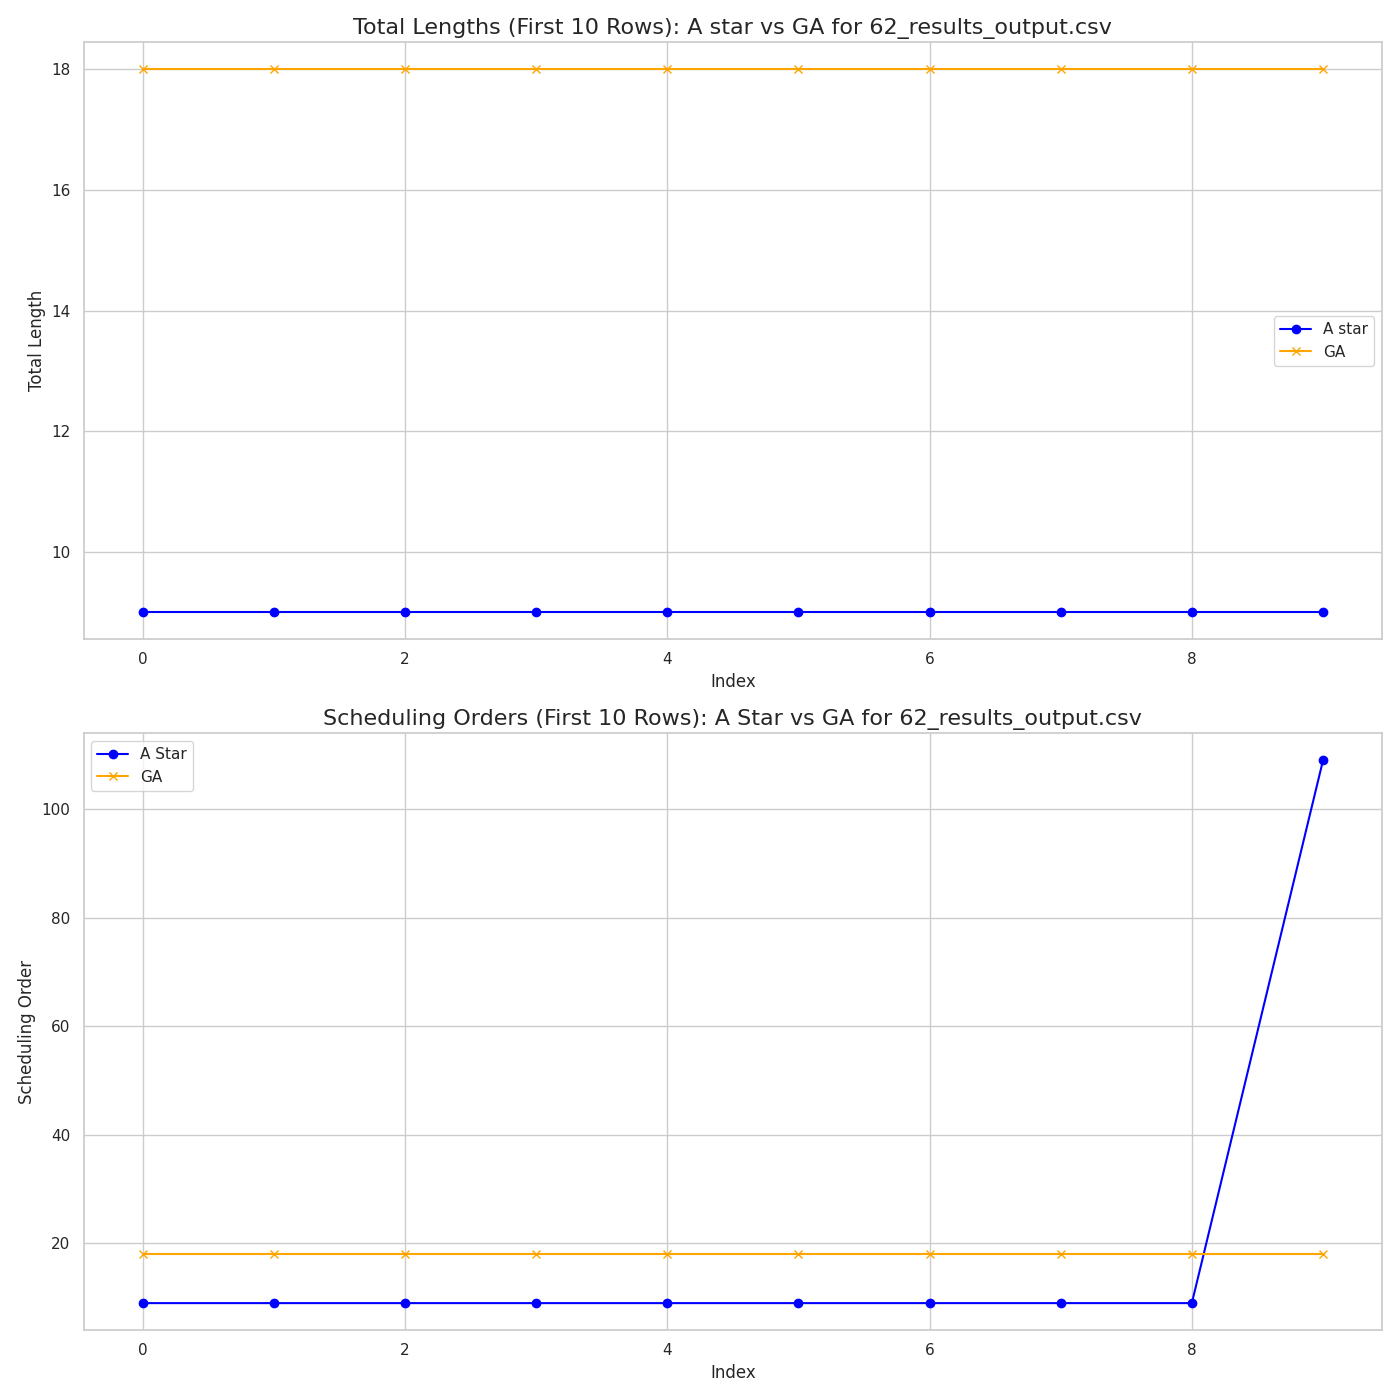 Total Lengths (First 10 Rows): A star vs GA for 62_results_output.csv
18
16
14
12
10
Total Length
A star
GA
0
2
4
6
8
Index
Scheduling Orders (First 10 Rows): A Star vs GA for 62_results_output.csv
A Star
GA
100
80
60
40
20
Scheduling Order
0
2
4
6
8
Index